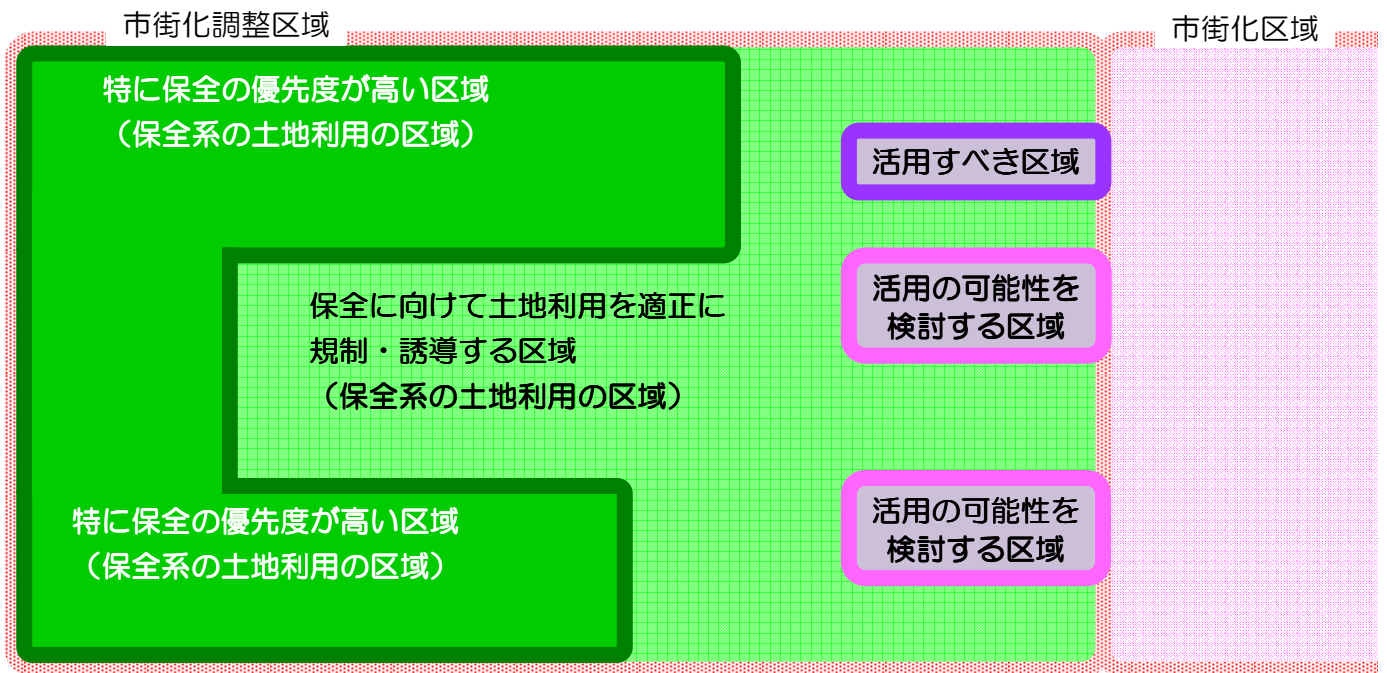 市街化調整区域
市街化区域
特に保全の優先度が高い区域
（保全系の土地利用の区域）
活用すべき区域
活用の可能性を
検討する区域
保全に向けて土地利用を適正に
規制・誘導する区域
（保全系の土地利用の区域）
特に保全の優先度が高い区域
（保全系の土地利用の区域）
活用の可能性を
検討する区域